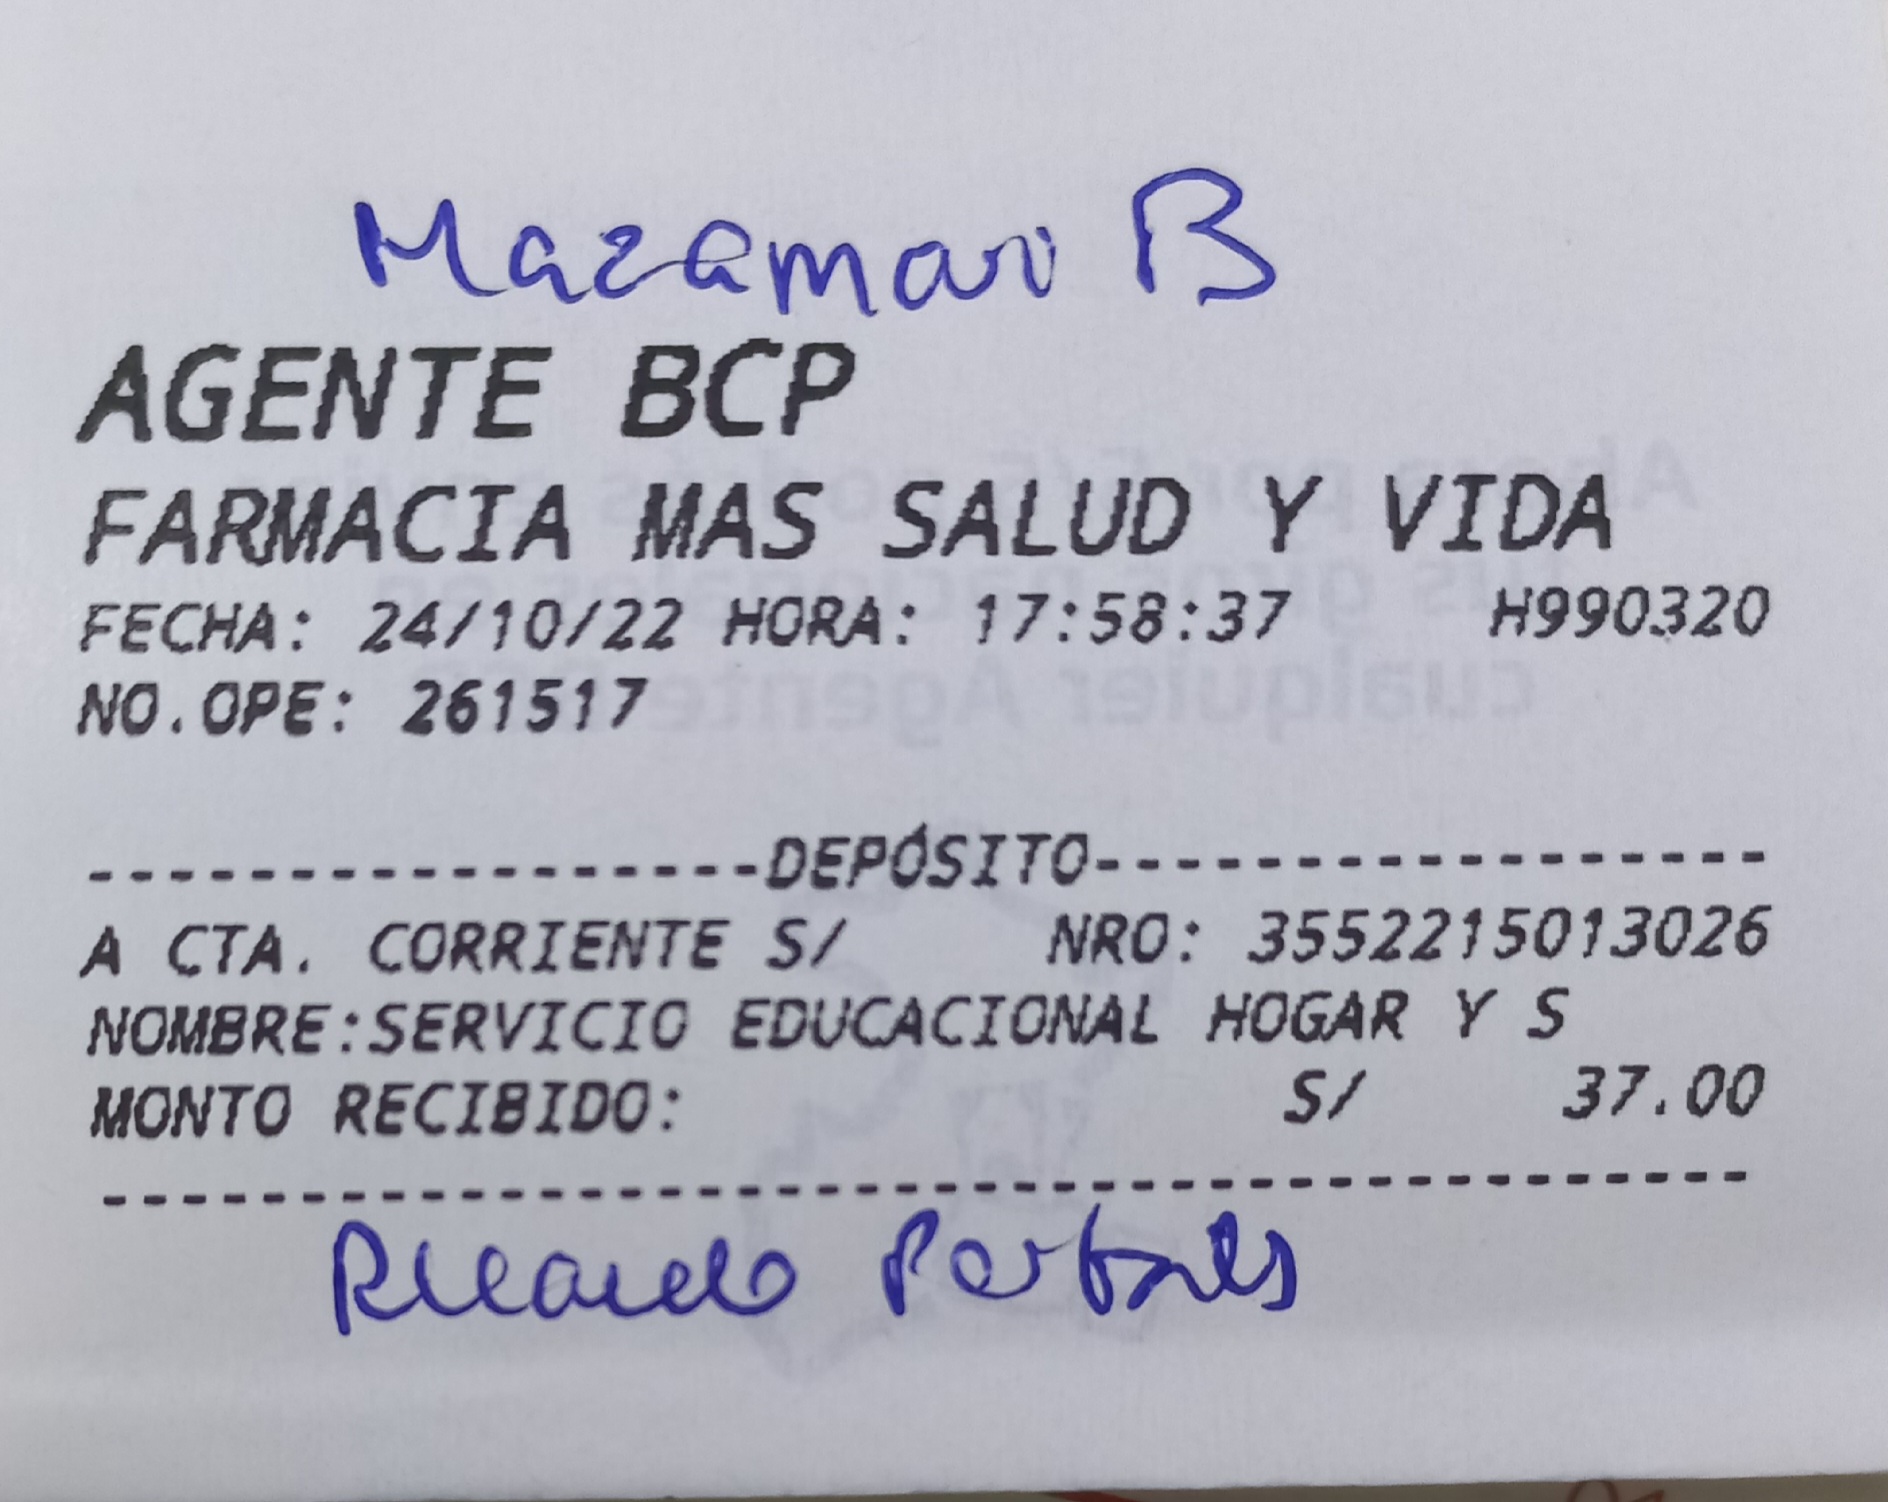 Mazamari B
AGENTE BCP
FARMACIA MAS SALUD Y VIDA
FECHA: 24/10/22 HORA: 17:58:37 H990320
NO.OPE: 261517
------------------DEPÓSITO------------------
A CTA. CORRIENTE S/ NRO: 3552215013026
NOMBRE:SERVICIO EDUCACIONAL HOGAR Y S
MONTO RECIBIDO: S/ 37.00
------------------------------------------
Ricardo